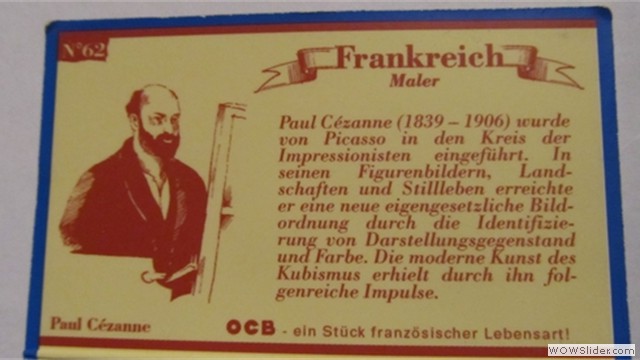 N°62
Frankreich
Maler
Paul Cézanne (1839 – 1906) wurde
von Picasso in den Kreis der
Impressionisten eingeführt. In
seinen Figurenbildern, Land-
schaften und Stillleben erreichte
er eine neue eigengesetzliche Bild-
ordnung durch die Identifizie-
rung von Darstellungsgegenstand
und Farbe. Die moderne Kunst des
Kubismus erhielt durch ihn fol-
genreiche Impulse.
Paul Cézanne
OCB - ein Stück französischer Lebensart!
WOWSlider.com